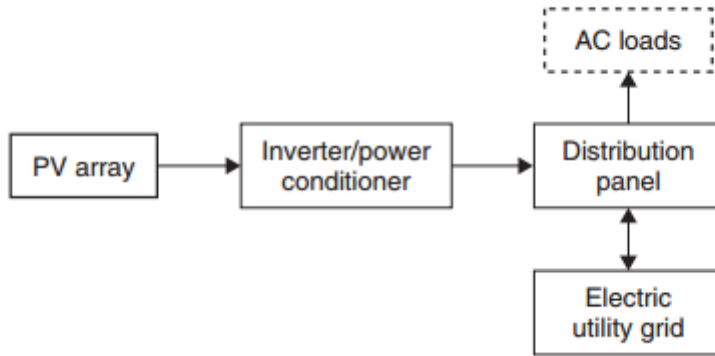 AC loads
PV array
Inverter/power
conditioner
Distribution
panel
Electric
utility grid